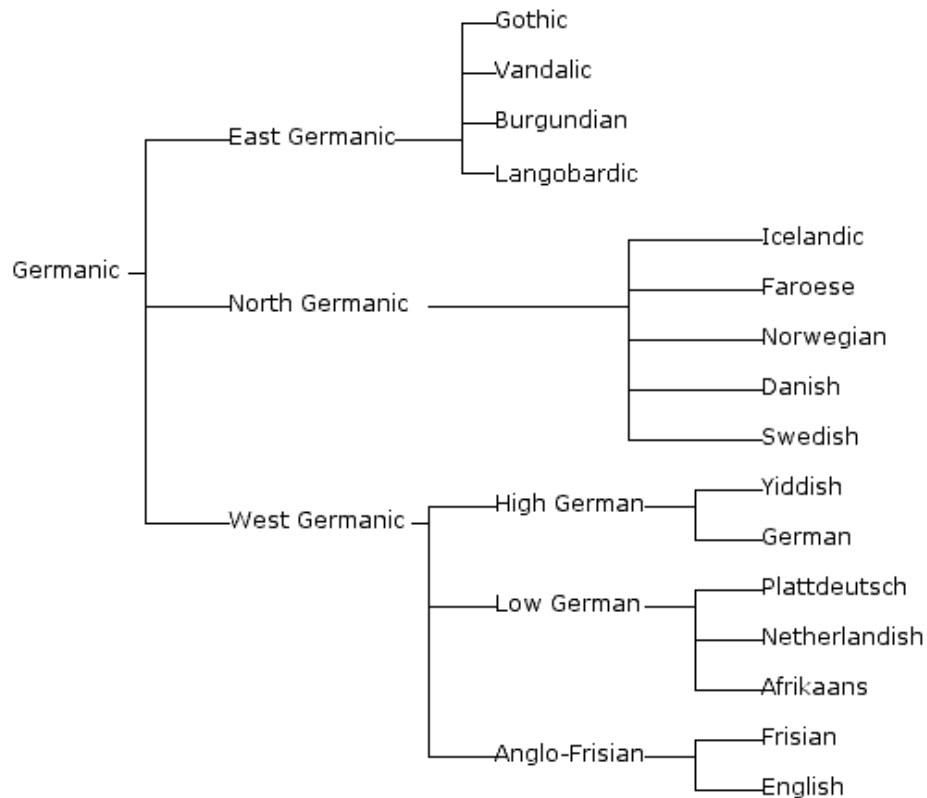 Gothic
Vandalic
Burgundian
East Germanic
Langobardic
Icelandic
Germanic
Faroese
North Germanic
Norwegian
Danish
Swedish
Yiddish
High German
West Germanic
German
Plattdeutsch
Low German
Netherlandish
Afrikaans
Frisian
Anglo-Frisian
English